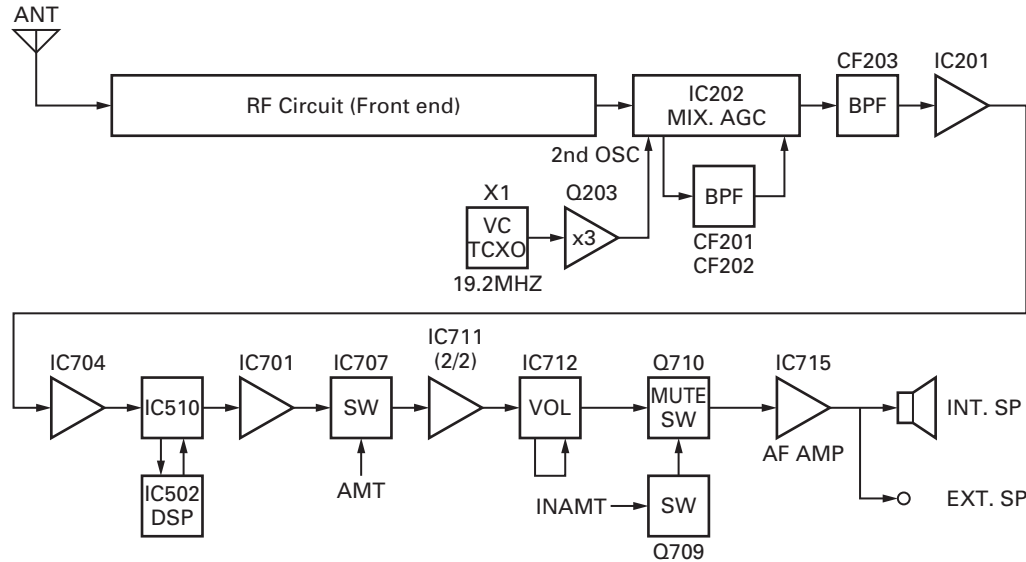 ANT
RF Circuit (Front end)
IC202
MIX. AGC
CF203
BPF
IC201
2nd OSC
X1
VC
TCXO
19.2MHZ
Q203
x3
BPF
CF201
CF202
IC704
IC510
IC502
DSP
IC701
IC707
SW
AMT
IC711
(2/2)
IC712
VOL
Q710
MUTE
SW
INAMT
SW
Q709
IC715
AF AMP
INT. SP
EXT. SP